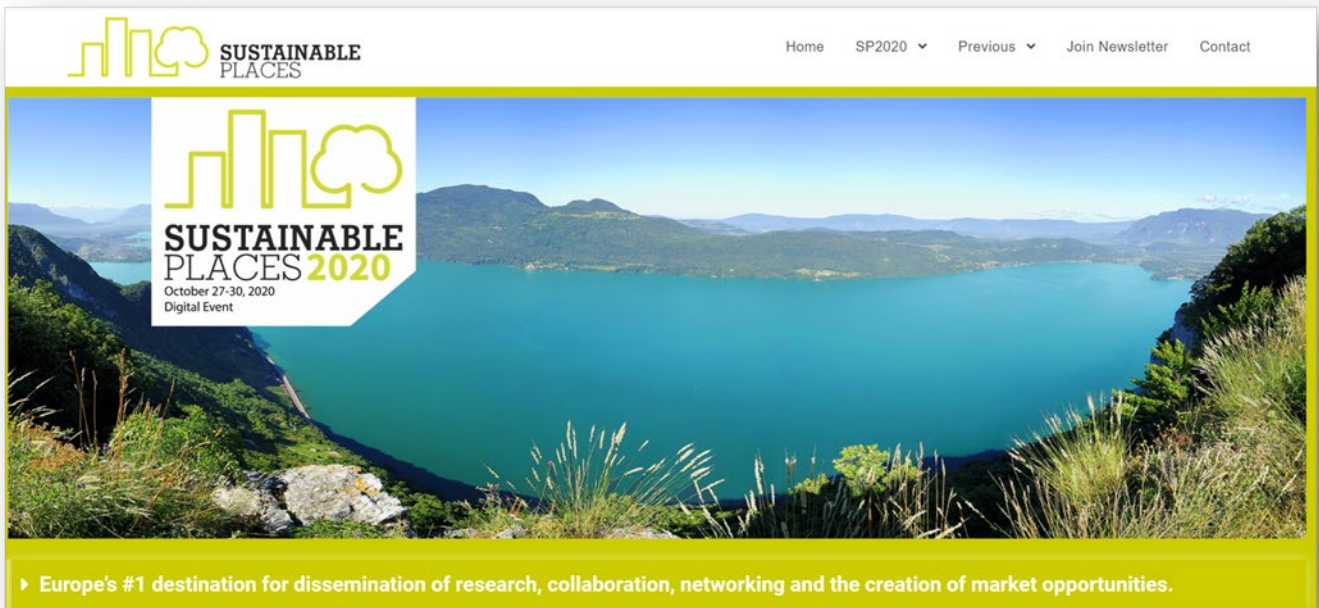 SUSTAINABLE
PLACES
Home SP2020 Previous Join Newsletter Contact
SUSTAINABLE
PLACES 2020
October 27-30, 2020
Digital Event
Europe's #1 destination for dissemination of research, collaboration, networking and the creation of market opportunities.